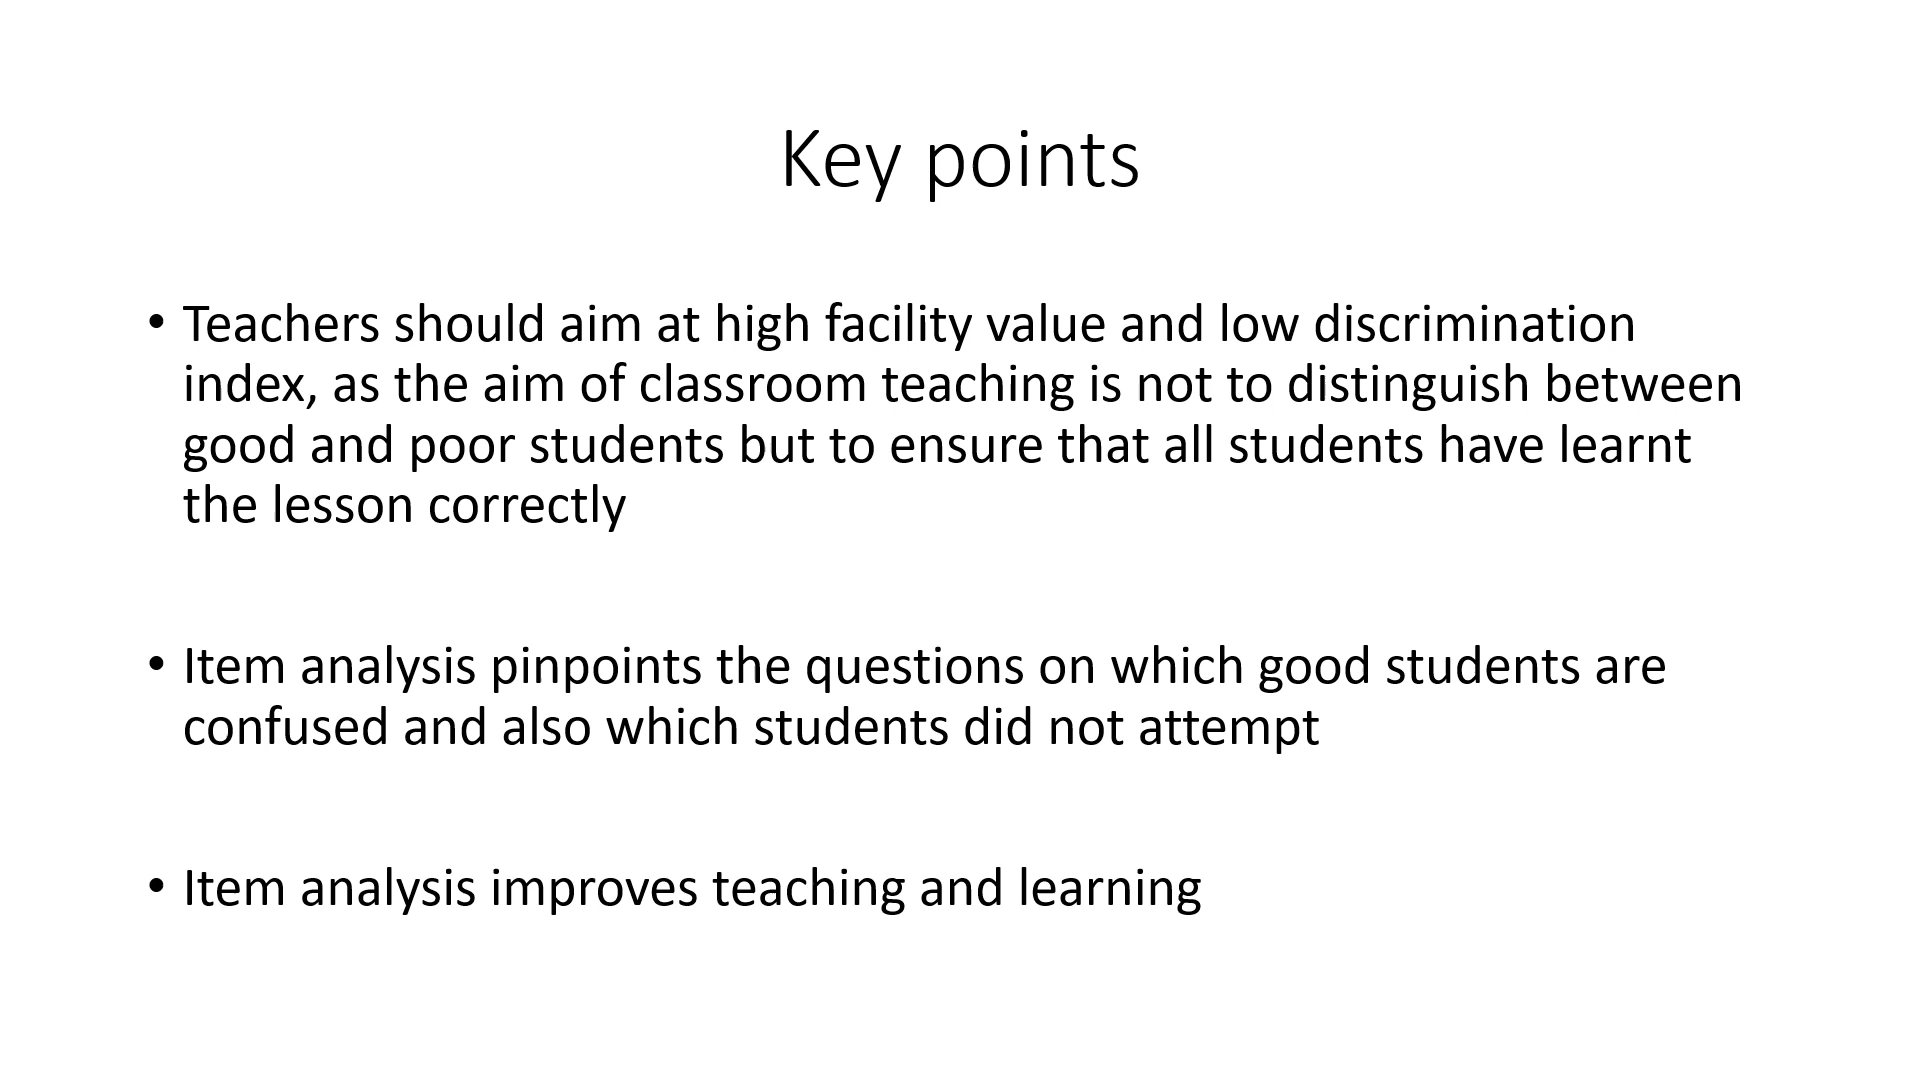 Key points
• Teachers should aim at high facility value and low discrimination
index, as the aim of classroom teaching is not to distinguish between
good and poor students but to ensure that all students have learnt
the lesson correctly
• Item analysis pinpoints the questions on which good students are
confused and also which students did not attempt
• Item analysis improves teaching and learning